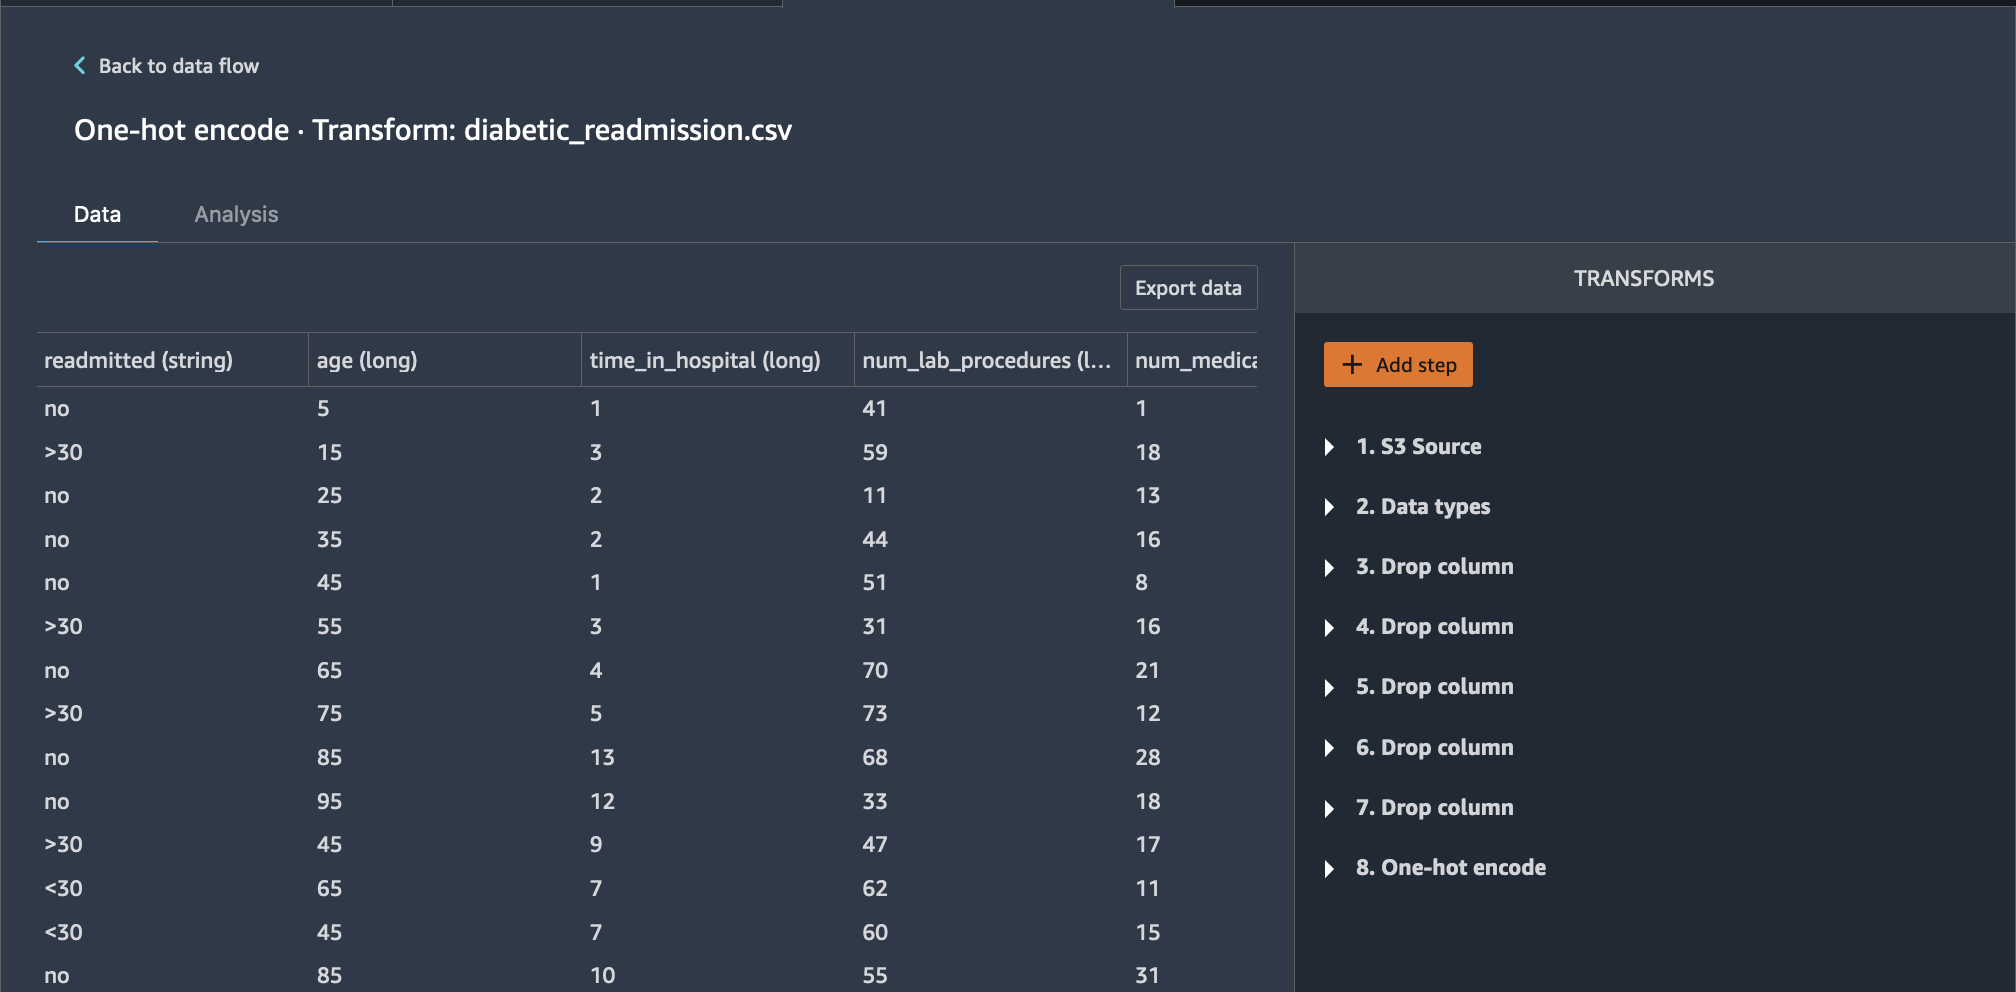 Back to data flow
One-hot encode · Transform: diabetic_readmission.csv
Data Analysis
Export data
readmitted (string) age (long) time_in_hospital (long) num_lab_procedures (l... num_medica
no 5 1 41 1
>30 15 3 59 18
no 25 2 11 13
no 35 2 44 16
no 45 1 51 8
>30 55 3 31 16
no 65 4 70 21
>30 75 5 73 12
no 85 13 68 28
no 95 12 33 18
>30 45 9 47 17
<30 65 7 62 11
<30 45 7 60 15
no 85 10 55 31
TRANSFORMS
+ Add step
1. S3 Source
2. Data types
3. Drop column
4. Drop column
5. Drop column
6. Drop column
7. Drop column
8. One-hot encode